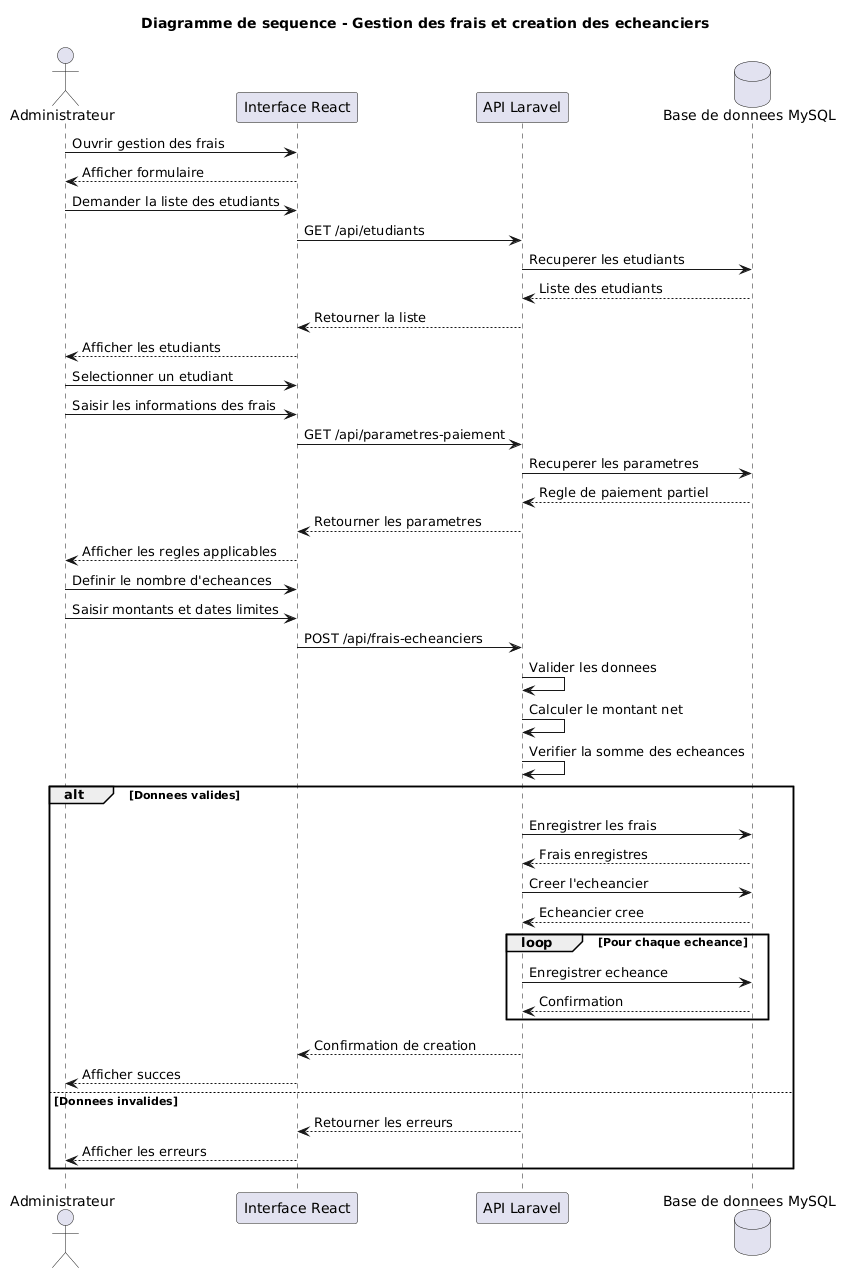 Diagramme de sequence - Gestion des frais et creation des echeanciers
Administrateur
Interface React
API Laravel
Base de donnees MySQL
Ouvrir gestion des frais
Afficher formulaire
Demander la liste des etudiants
GET /api/etudiants
Recuperer les etudiants
Liste des etudiants
Retourner la liste
Afficher les etudiants
Selectionner un etudiant
Saisir les informations des frais
GET /api/parametres-paiement
Recuperer les parametres
Regle de paiement partiel
Retourner les parametres
Afficher les regles applicables
Definir le nombre d'echeances
Saisir montants et dates limites
POST /api/frais-echeanciers
Valider les donnees
Calculer le montant net
Verifier la somme des echeances
alt [Donnees valides]
Enregistrer les frais
Frais enregistres
Creer l'echeancier
Echeancier cree
loop [Pour chaque echeance]
Enregistrer echeance
Confirmation
Confirmation de creation
Afficher succes
[Donnees invalides]
Retourner les erreurs
Afficher les erreurs
Administrateur
Interface React
API Laravel
Base de donnees MySQL